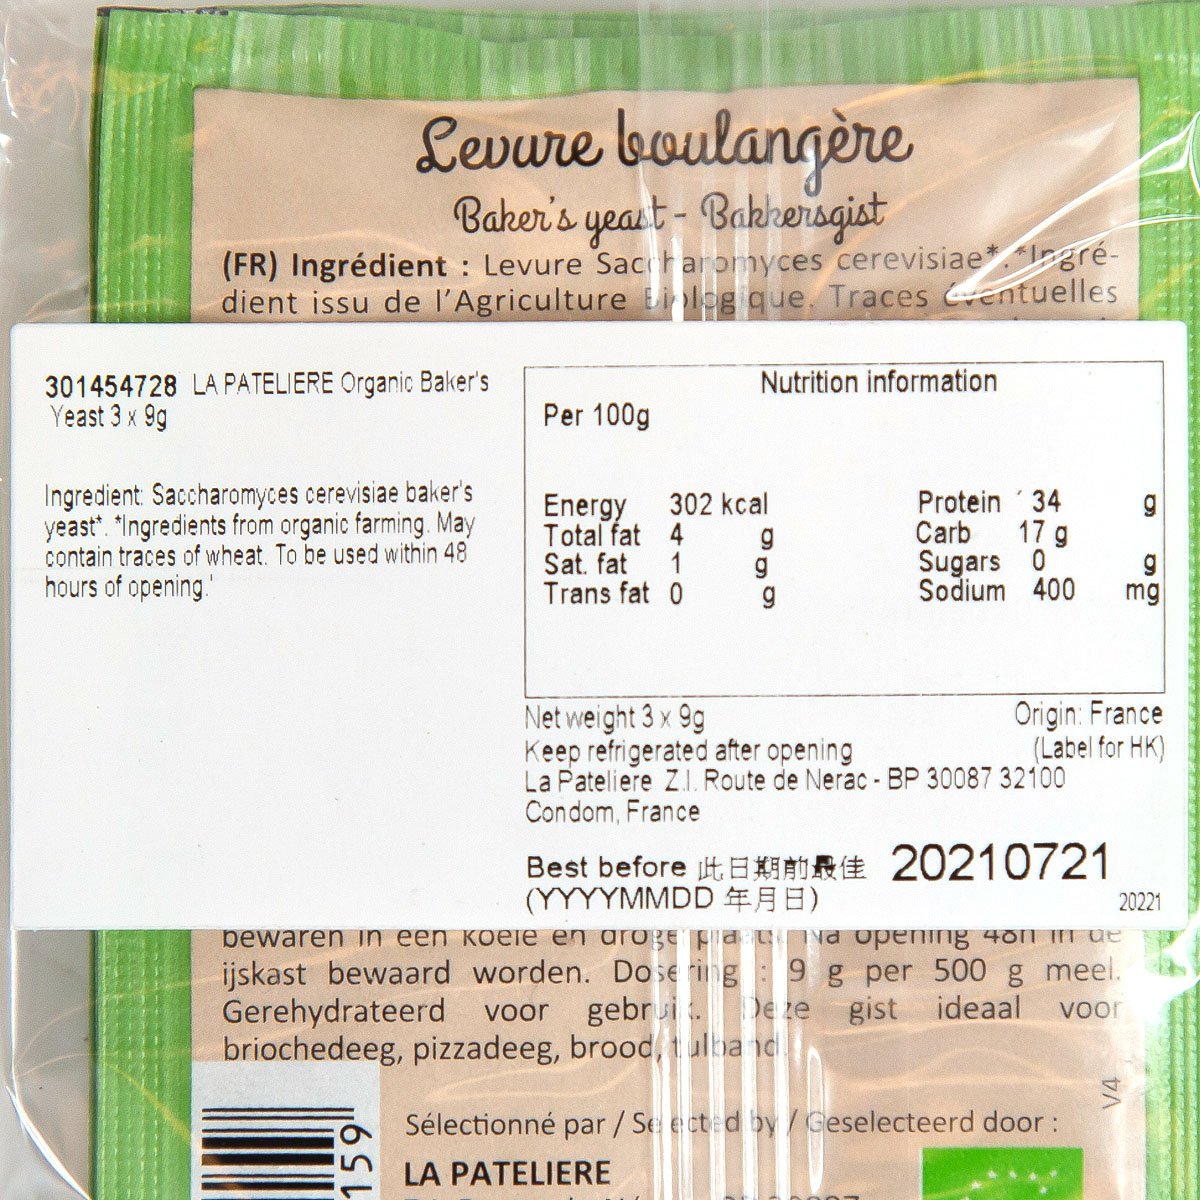 Levure boulangère
Baker's yeast - Bakkersgist
(FR) Ingrédient : Levure Saccharomyces cerevisiae*. *Ingré-
dient issu de l'Agriculture Biologique. Traces éventuelles
301454728 LA PATELIERE Organic Baker's
Yeast 3 x 9g
Ingredient: Saccharomyces cerevisiae baker's
yeast*. *Ingredients from organic farming. May
contain traces of wheat. To be used within 48
hours of opening.'
Nutrition information
Per 100g
Energy 302 kcal Protein 34 g
Total fat 4 g Carb 17 g
Sat. fat 1 g Sugars 0 g
Trans fat 0 g Sodium 400 mg
Net weight 3 x 9g Origin: France
Keep refrigerated after opening (Label for HK)
La Pateliere Z.I. Route de Nerac - BP 30087 32100
Condom, France
Best before 此日期前最佳 20210721
(YYYYMMDD 年月日) 20221
bewaren in een koele en droge plaats. Na opening 48h in de
ijskast bewaard worden. Dosering : 9 g per 500 g meel.
Gerehydrateerd voor gebruik. Deze gist ideaal voor
briochedeeg, pizzadeeg, brood, tulband.
V4
Sélectionné par / Selected by / Geselecteerd door :
LA PATELIERE
159